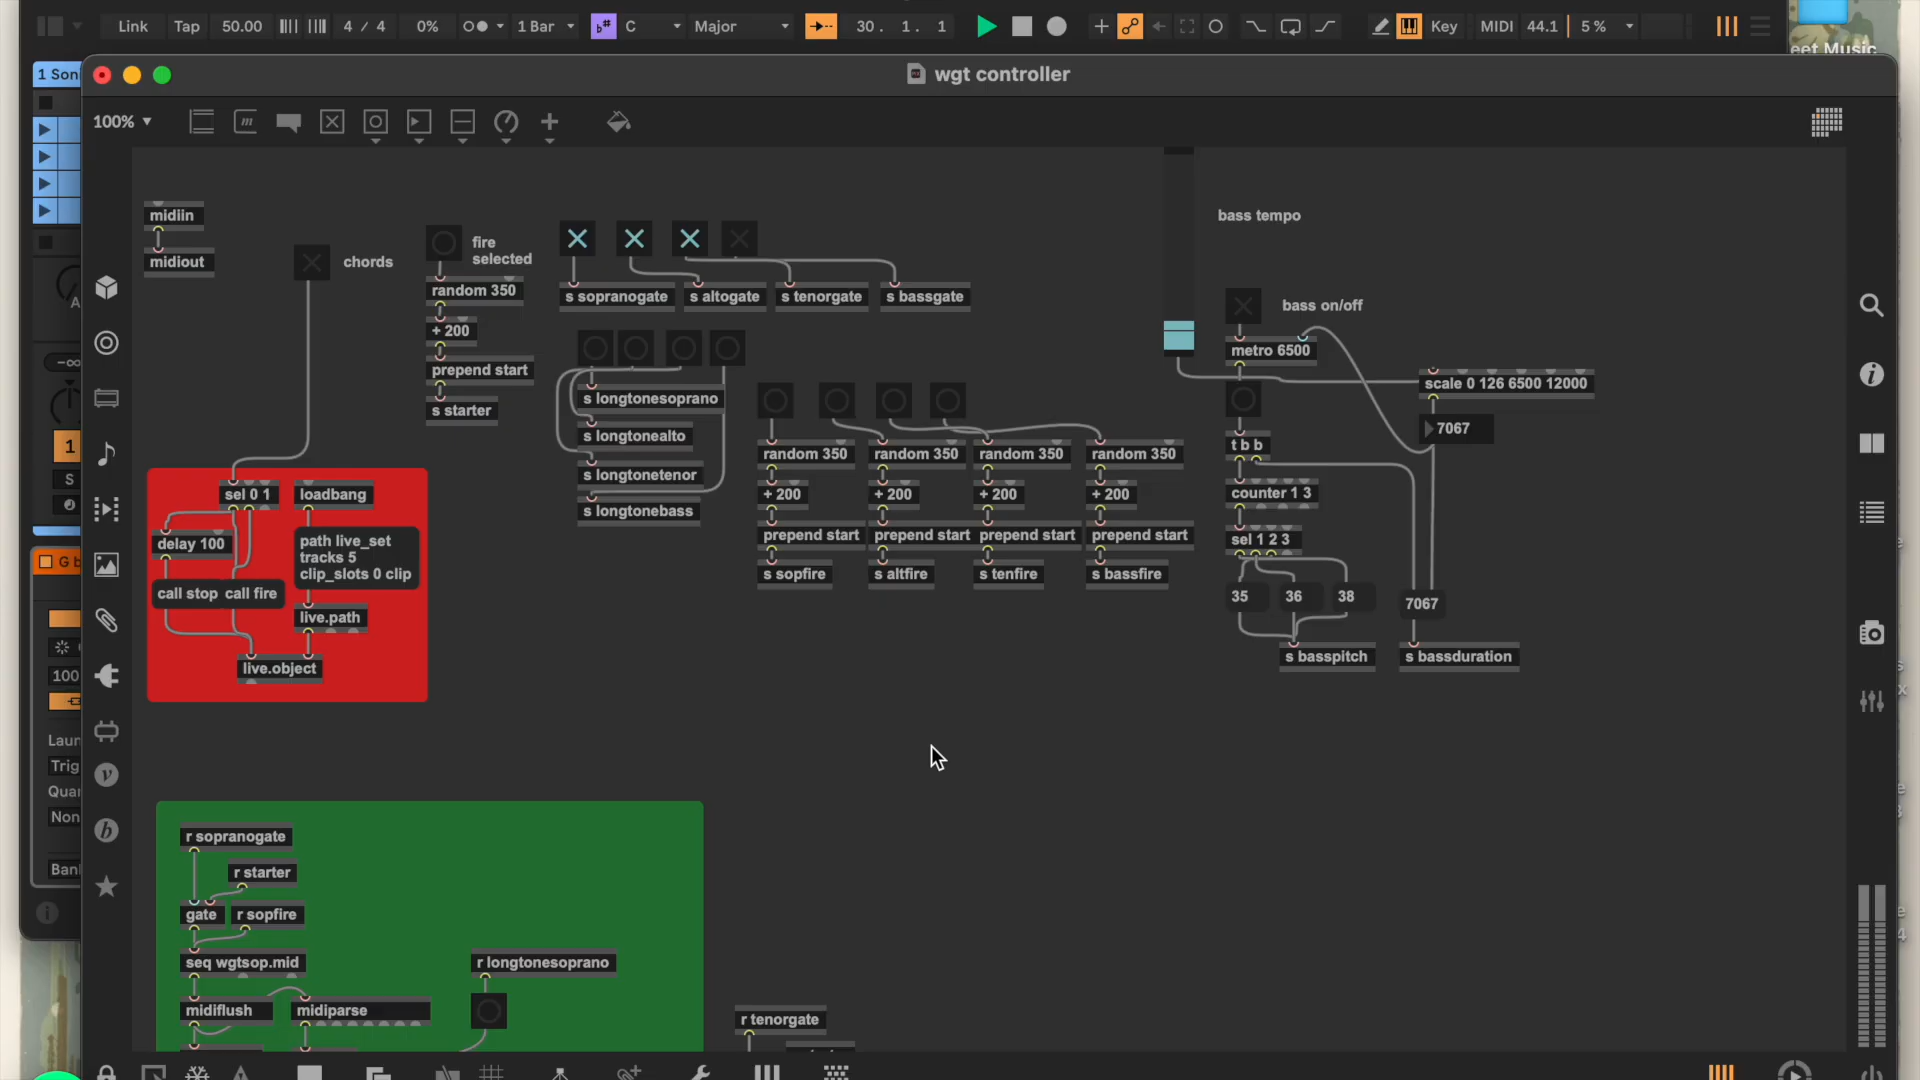 Link Tap 50.00 4 / 4 0% 1 Bar C Major 30. 1. 1 Key MIDI 44.1 5 %
eet Music
1 Soni
wgt controller
100%
midiin
midiout
chords
fire
selected
random 350
+ 200
prepend start
s starter
s sopranogate
s altogate
s tenorgate
s bassgate
s longtonesoprano
s longtonealto
s longtonetenor
s longtonebass
random 350
random 350
random 350
random 350
+ 200
+ 200
+ 200
+ 200
prepend start
prepend start
prepend start
prepend start
s sopfire
s altfire
s tenfire
s bassfire
bass tempo
bass on/off
metro 6500
scale 0 126 6500 12000
7067
t b b
counter 1 3
sel 1 2 3
35
36
38
7067
s basspitch
s bassduration
sel 0 1
loadbang
delay 100
path live_set
tracks 5
clip_slots 0 clip
call stop
call fire
live.path
live.object
1
S
G b
100
Laun
Trig
Quar
Non
Bank
r sopranogate
r starter
gate
r sopfire
seq wgtsop.mid
midiflush
midiparse
r longtonesoprano
r tenorgate